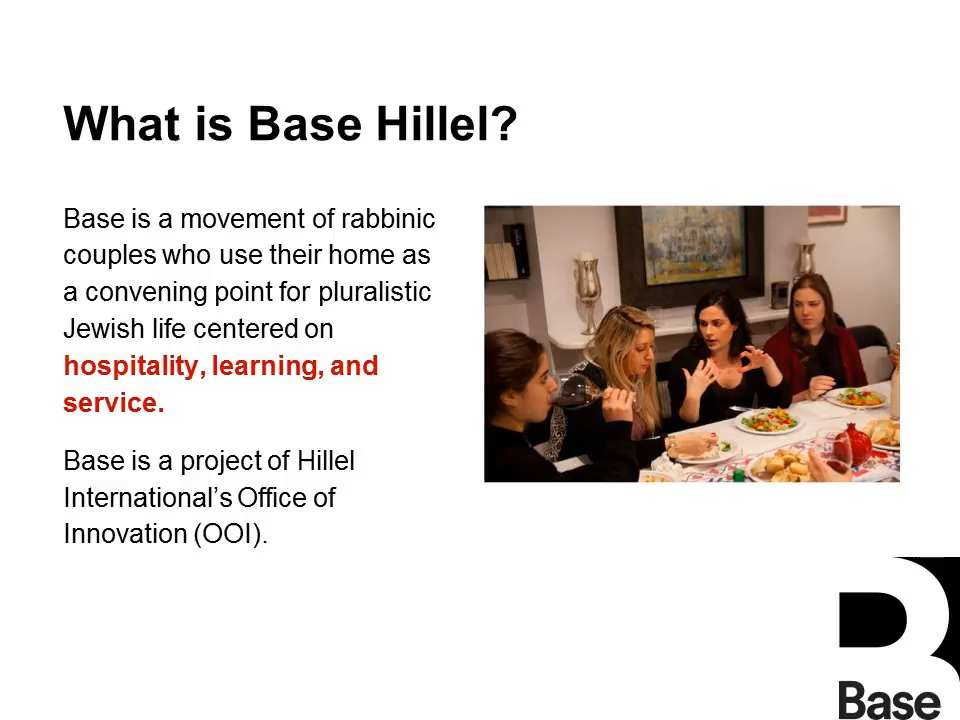 What is Base Hillel?
Base is a movement of rabbinic
couples who use their home as
a convening point for pluralistic
Jewish life centered on
hospitality, learning, and
service.
Base is a project of Hillel
International’s Office of
Innovation (OOI).
B
Base